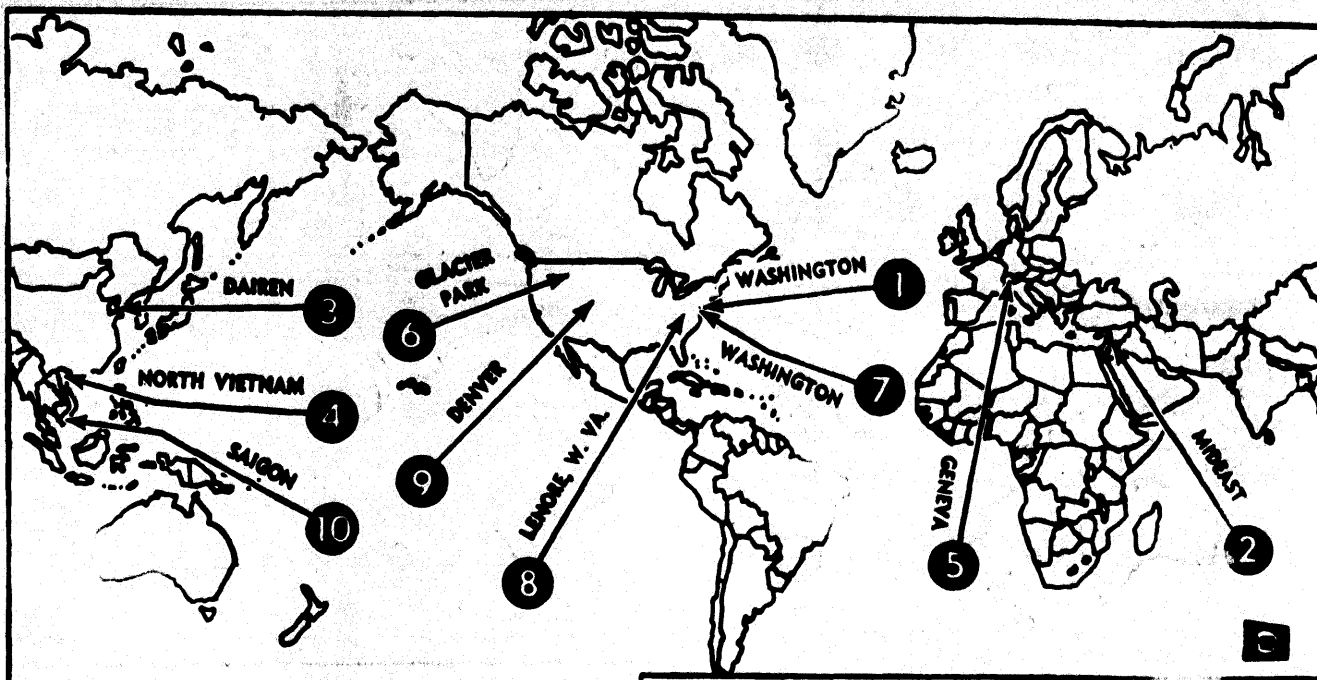 WASHINGTON
1
DAIREN
3
GLACIER
PARK
6
WASHINGTON
7
NORTH VIETNAM
4
DENVER
9
SAIGON
10
LENORE, W. VA.
8
GENEVA
5
MIDEAST
2